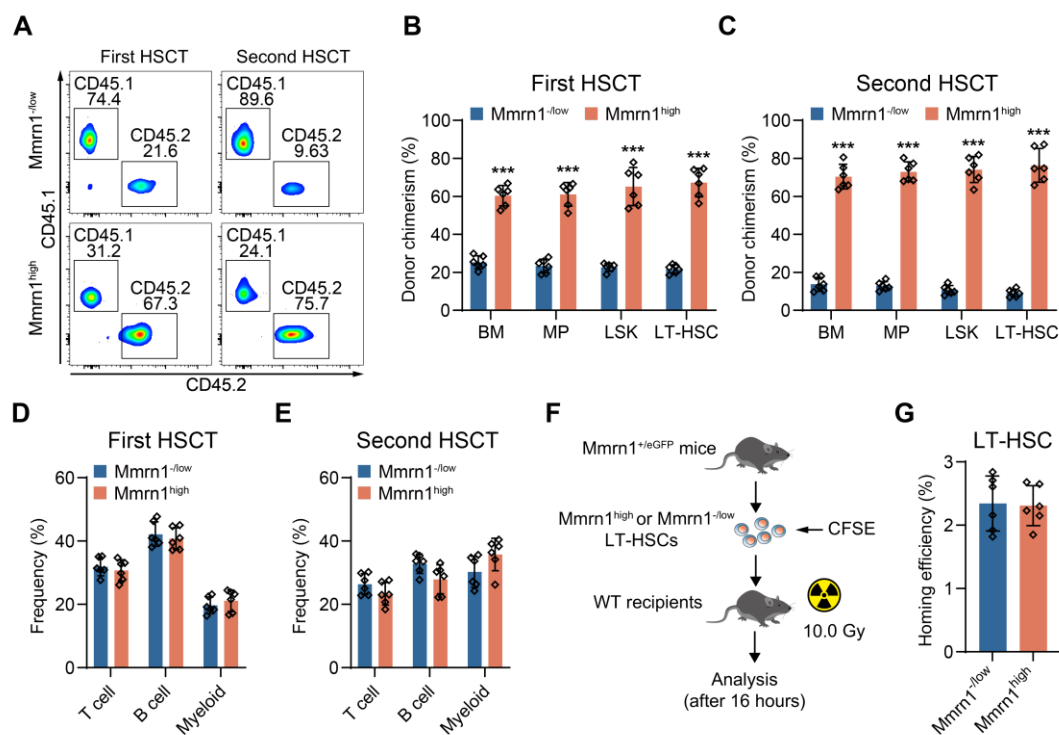 A
First HSCT
Second HSCT
CD45.1
CD45.2
Mmrn1-/low
Mmrn1high
CD45.1
74.4
CD45.2
21.6
CD45.1
89.6
CD45.2
9.63
CD45.1
31.2
CD45.2
67.3
CD45.1
24.1
CD45.2
75.7
B
First HSCT
Mmrn1-/low
Mmrn1high
Donor chimerism (%)
100
80
60
40
20
0
***
***
***
***
BM
MP
LSK
LT-HSC
C
Second HSCT
Mmrn1-/low
Mmrn1high
Donor chimerism (%)
100
80
60
40
20
0
***
***
***
***
BM
MP
LSK
LT-HSC
D
First HSCT
Mmrn1-/low
Mmrn1high
Frequency (%)
60
40
20
0
T cell
B cell
Myeloid
E
Second HSCT
Mmrn1-/low
Mmrn1high
Frequency (%)
60
40
20
0
T cell
B cell
Myeloid
F
Mmrn1+/eGFP mice
Mmrn1high or Mmrn1-/low
LT-HSCs
CFSE
WT recipients
10.0 Gy
Analysis
(after 16 hours)
G
LT-HSC
Homing efficiency (%)
3
2
1
0
Mmrn1-/low
Mmrn1high